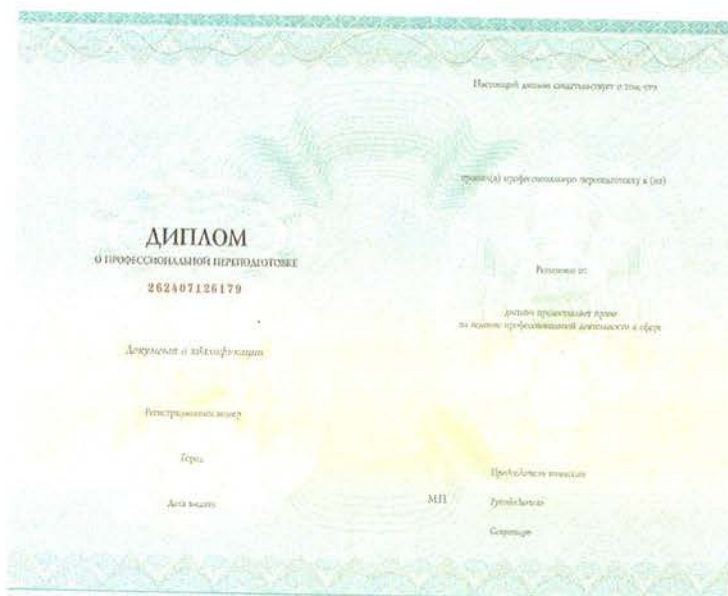 ДИПЛОМ
О ПРОФЕССИОНАЛЬНОЙ ПЕРЕПОДГОТОВКЕ
262407126179
Документ о квалификации
Регистрационный номер
Город
Дата выдачи
Настоящий диплом свидетельствует о том, что
прошел(а) профессиональную переподготовку в (на)
Решением от
диплом предоставляет право
на ведение профессиональной деятельности в сфере
М.П.
Председатель комиссии
Руководитель
Секретарь